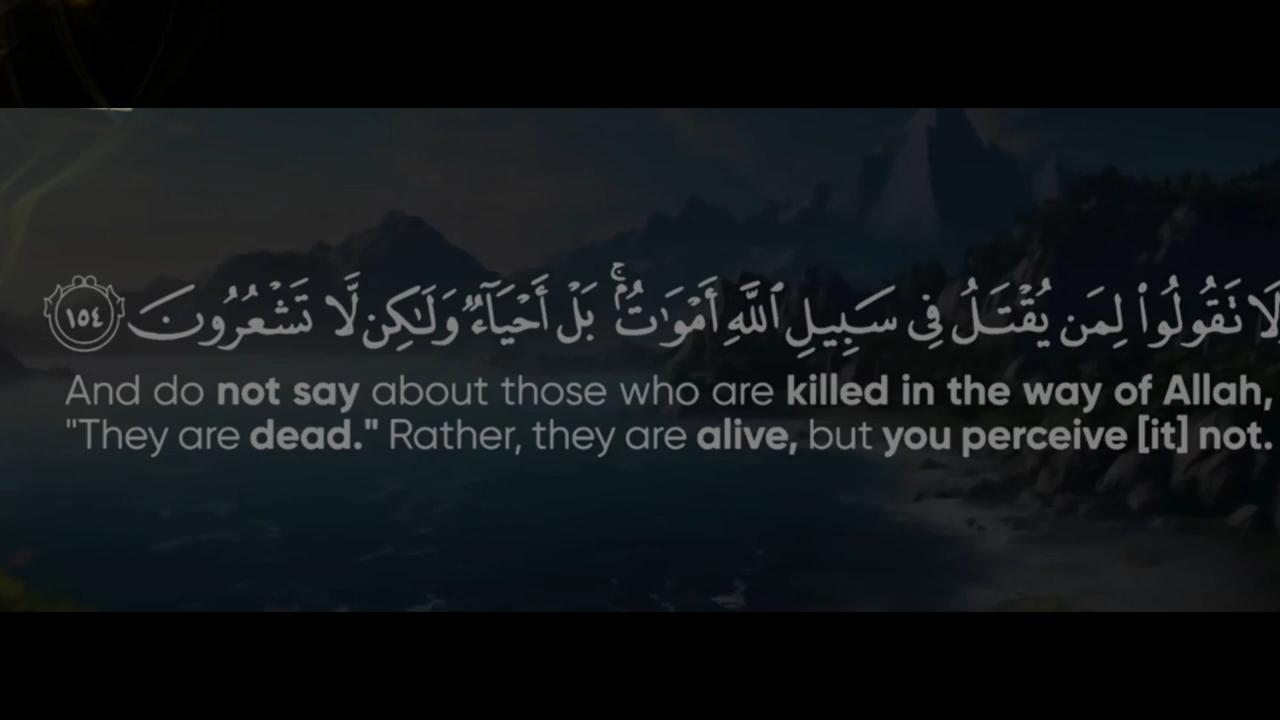 لَا تَقُولُوا۟ لِمَن يُقْتَلُ فِى سَبِيلِ ٱللَّهِ أَمْوَٰتٌۢ ۚ بَلْ أَحْيَآءٌۭ وَلَـٰكِن لَّا تَشْعُرُونَ ١٥٤
And do not say about those who are killed in the way of Allah,
"They are dead." Rather, they are alive, but you perceive [it] not.